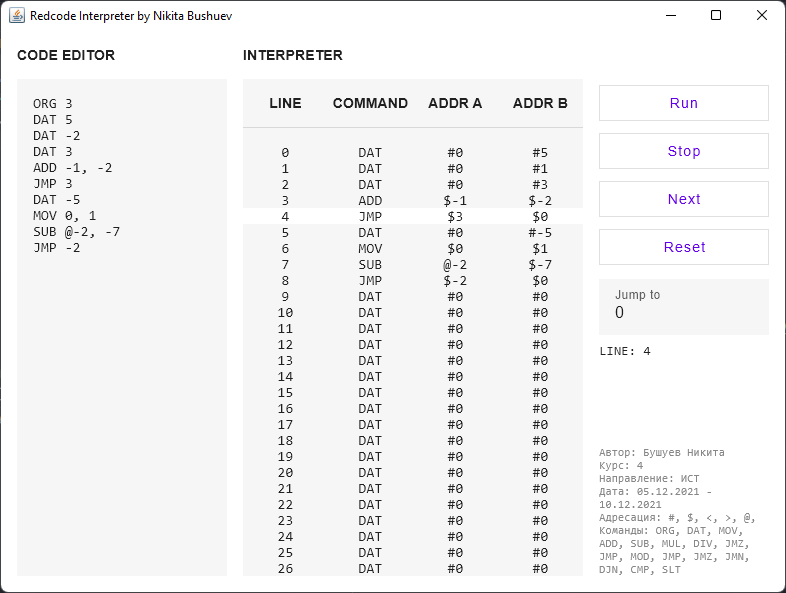 Redcode Interpreter by Nikita Bushuev
CODE EDITOR
ORG 3
DAT 5
DAT -2
DAT 3
ADD -1, -2
JMP 3
DAT -5
MOV 0, 1
SUB @-2, -7
JMP -2
INTERPRETER
LINE COMMAND ADDR A ADDR B
0 DAT #0 #5
1 DAT #0 #1
2 DAT #0 #3
3 ADD $-1 $-2
4 JMP $3 $0
5 DAT #0 #-5
6 MOV $0 $1
7 SUB @-2 $-7
8 JMP $-2 $0
9 DAT #0 #0
10 DAT #0 #0
11 DAT #0 #0
12 DAT #0 #0
13 DAT #0 #0
14 DAT #0 #0
15 DAT #0 #0
16 DAT #0 #0
17 DAT #0 #0
18 DAT #0 #0
19 DAT #0 #0
20 DAT #0 #0
21 DAT #0 #0
22 DAT #0 #0
23 DAT #0 #0
24 DAT #0 #0
25 DAT #0 #0
26 DAT #0 #0
Run
Stop
Next
Reset
Jump to
0
LINE: 4
Автор: Бушуев Никита
Курс: 4
Направление: ИСТ
Дата: 05.12.2021 -
10.12.2021
Адресация: #, $, <, >, @,
Команды: ORG, DAT, MOV,
ADD, SUB, MUL, DIV, JMZ,
JMP, MOD, JMP, JMZ, JMN,
DJN, CMP, SLT